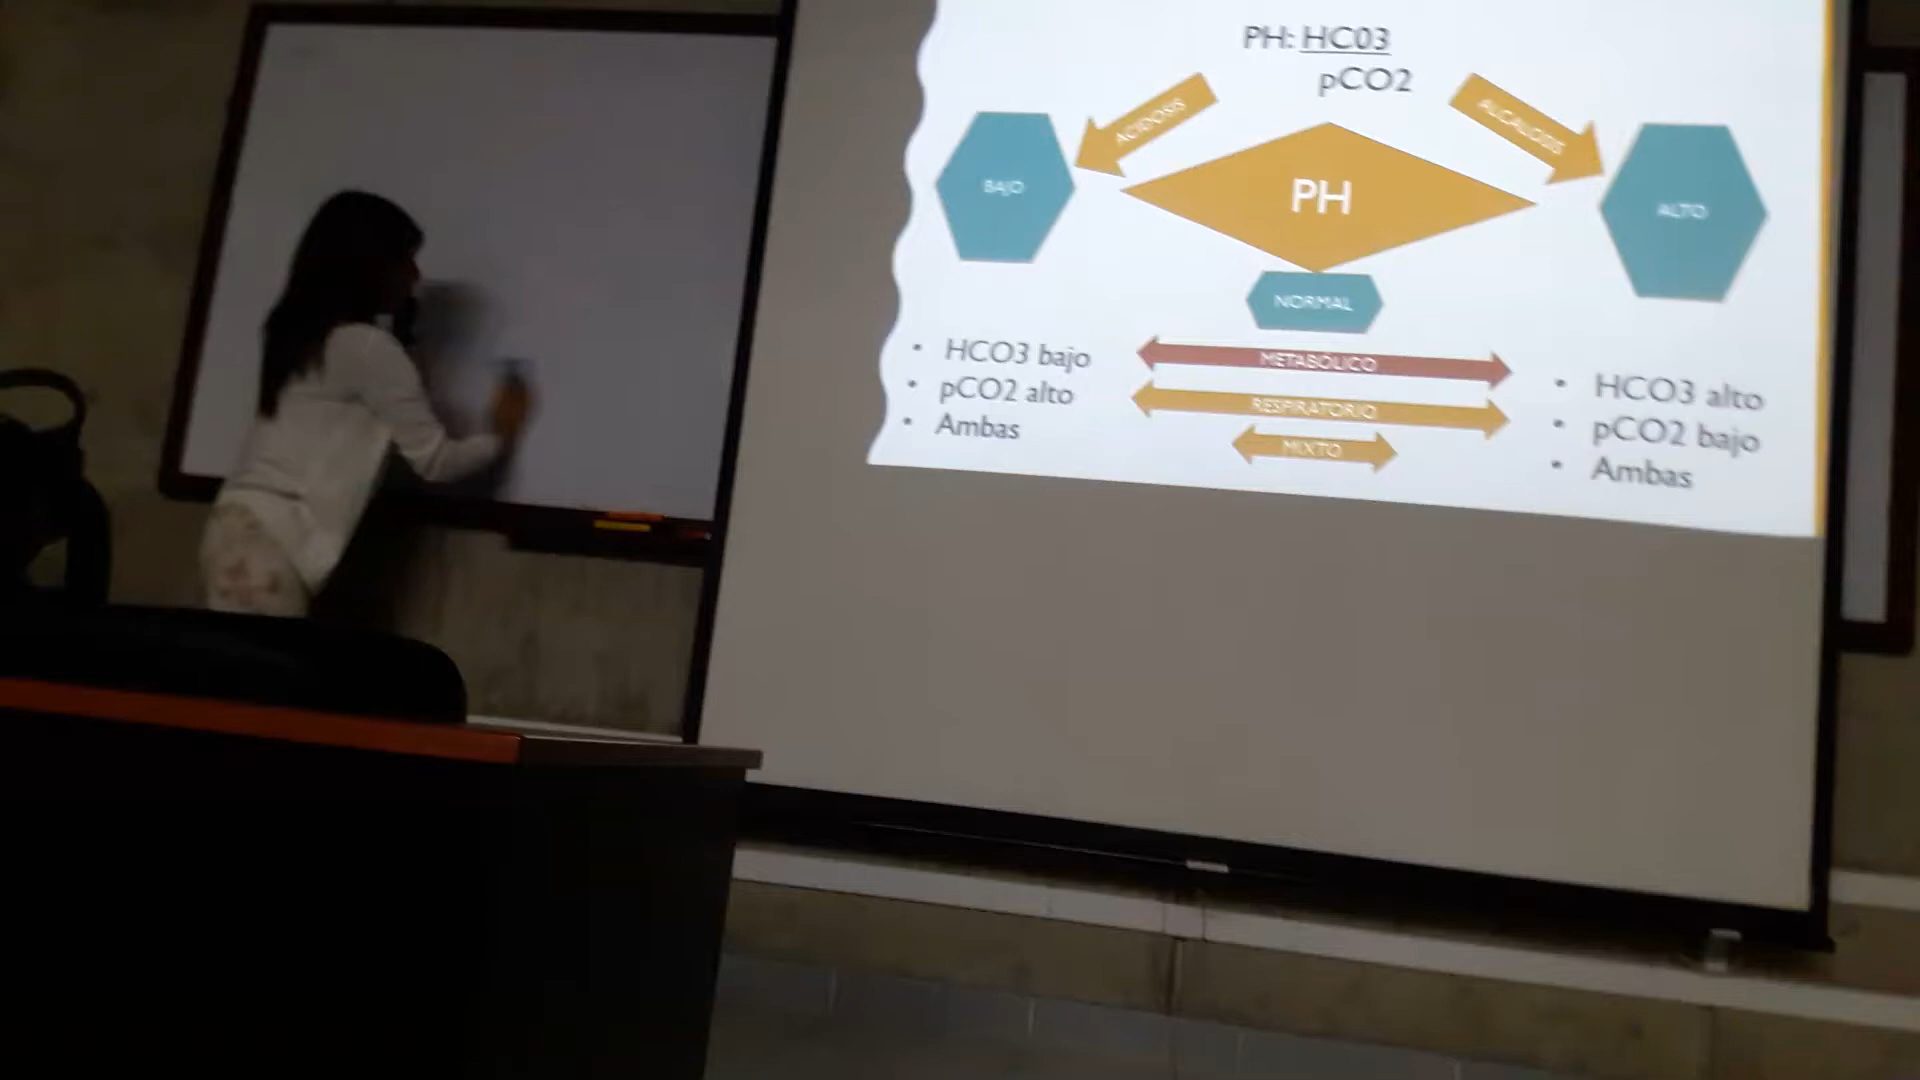 PH: HC03
pCO2
ACIDOSIS
ALCALOSIS
BAJO
PH
ALTO
NORMAL
• HCO3 bajo
• pCO2 alto
• Ambas
METABÓLICO
RESPIRATORIO
MIXTO
• HCO3 alto
• pCO2 bajo
• Ambas